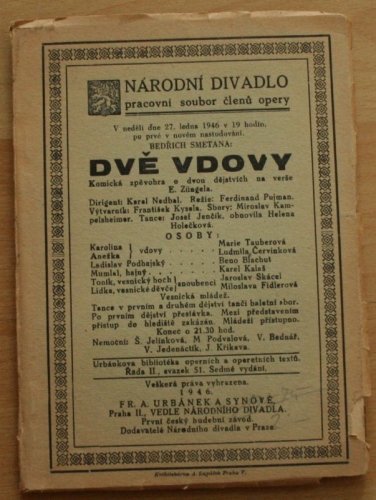 NÁRODNÍ DIVADLO
pracovní soubor členů opery
V neděli dne 27. ledna 1946 v 19 hodin.
po prvé v novém nastudování.
BEDŘICH SMETANA:
DVĚ VDOVY
Komická zpěvohra o dvou dějstvích na verše
E. Züngela.
Dirigent: Karel Nedbal. Režie: Ferdinand Pujman.
Výtvarník: František Kysela. Sbory: Miroslav Kam-
pelsheimer. Tance: Josef Jenčík, obnovila Helena
Holečková.
OSOBY:
Karolina } vdovy . . Marie Tauberová
Anežka Ludmila Červinková
Ladislav Podhajský . . Beno Blachut
Mumlal, hajný . . Karel Kalaš
Toník, vesnický hoch } snoubenci Jaroslav Skácel
Lidka, vesnické děvče Miloslava Fidlerová
Vesnická mládež.
Tance v prvním a druhém dějství tančí baletní sbor.
Po prvním dějství přestávka. Mezi představením
přístup do hlediště zakázán. Mládeži přístupno.
Konec o 21.30 hod.
Nemocni: Š. Jelínková, M Podvalová, V. Bednář,
V. Jedenáctík, J. Křikava.
Urbánkova bibliotéka operních a operetních textů.
Řada II., svazek 51. Sedmé vydání.
Veškerá práva vyhrazena.
1946.
FR. A. URBÁNEK A SYNOVÉ
Praha II., VEDLE NÁRODNÍHO DIVADLA.
První český hudební závod.
Dodavatelé Národního divadla v Praze.